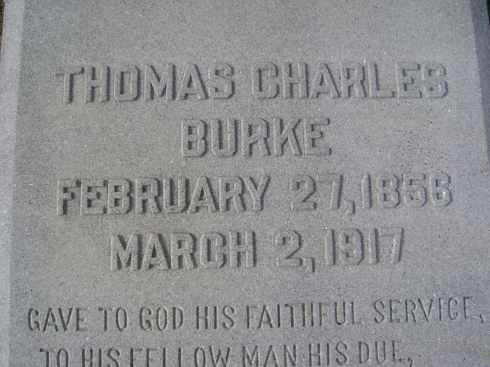 THOMAS CHARLES
BURKE
FEBRUARY 27, 1856
MARCH 2, 1917
GAVE TO GOD HIS FAITHFUL SERVICE,
TO HIS FELLOW MAN HIS DUE,